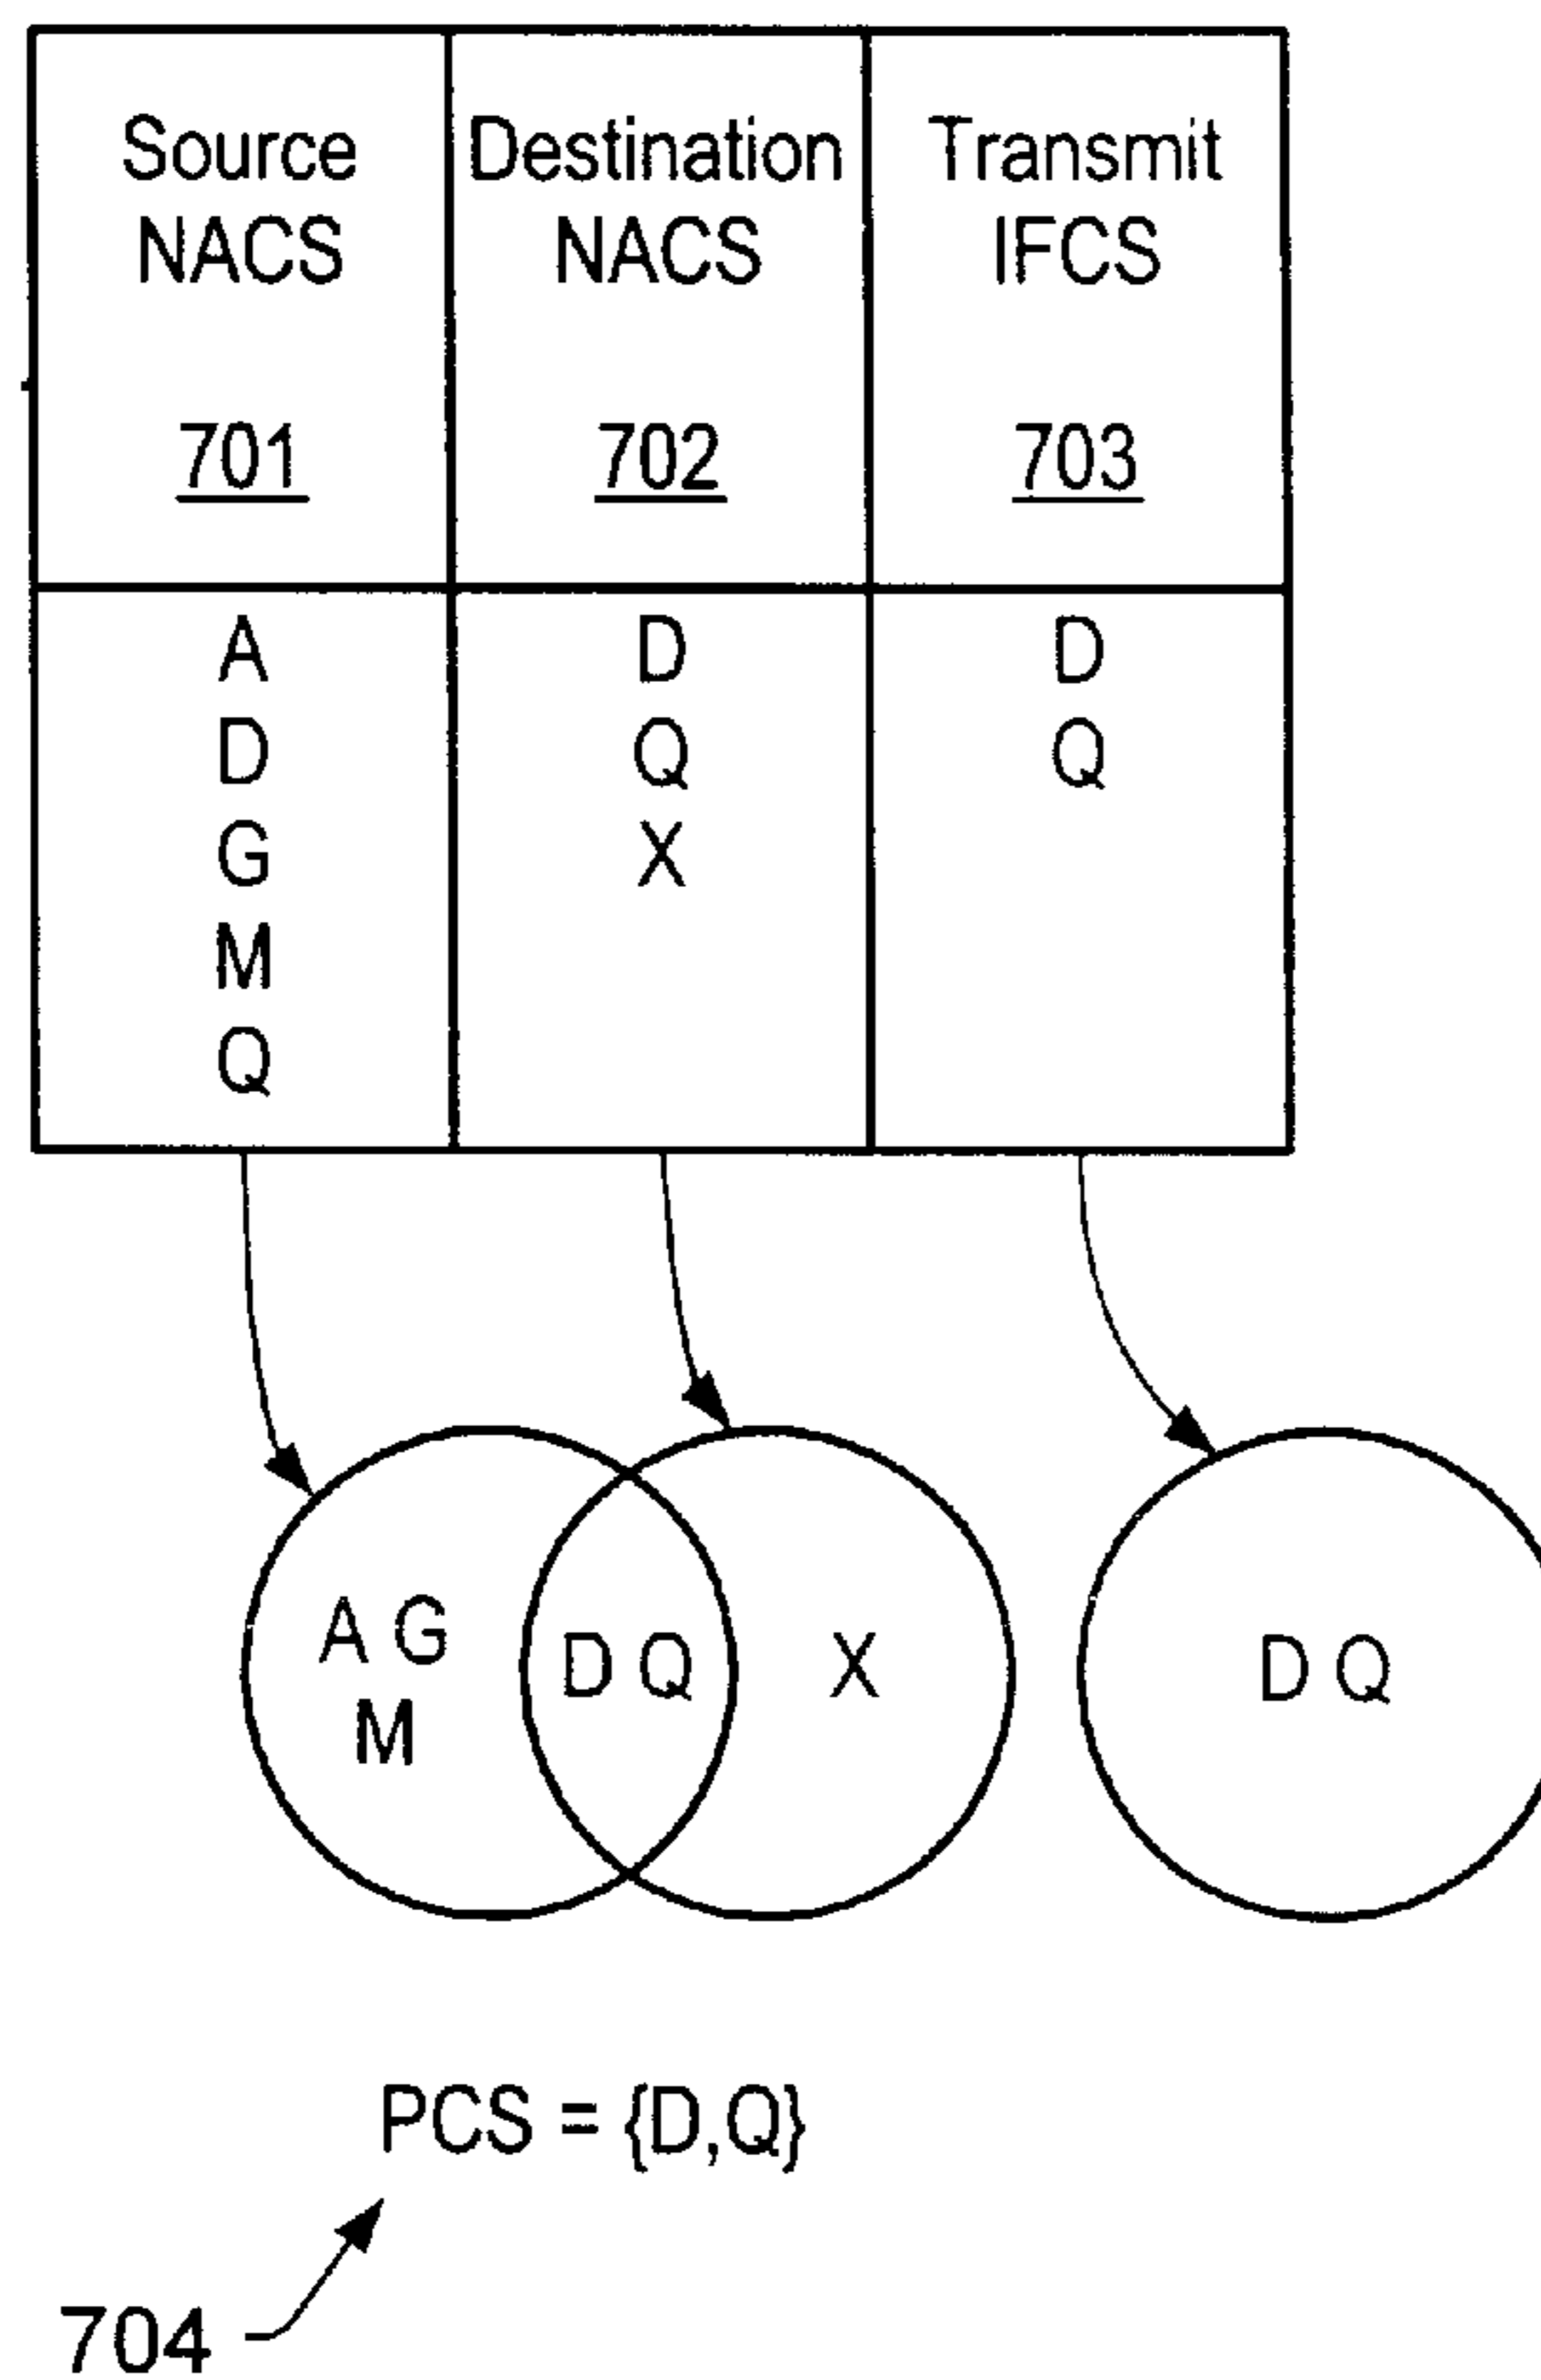 Source NACS 701
Destination NACS 702
Transmit IFCS 703
A
D
G
M
Q
D
Q
X
D
Q
A G
M
D Q
X
D Q
PCS = {D,Q}
704